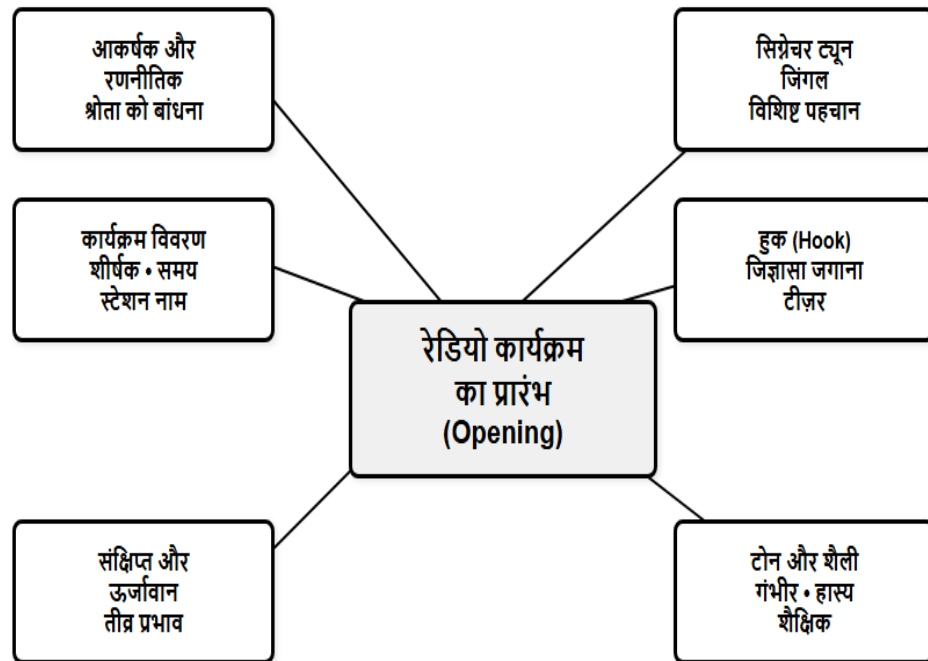 आकर्षक और
रणनीतिक
श्रोता को बांधना
सिग्नेचर ट्यून
जिंगल
विशिष्ट पहचान
कार्यक्रम विवरण
शीर्षक • समय
स्टेशन नाम
हुक (Hook)
जिज्ञासा जगाना
टीज़र
रेडियो कार्यक्रम
का प्रारंभ
(Opening)
संक्षिप्त और
ऊर्जावान
तीव्र प्रभाव
टोन और शैली
गंभीर • हास्य
शैक्षिक